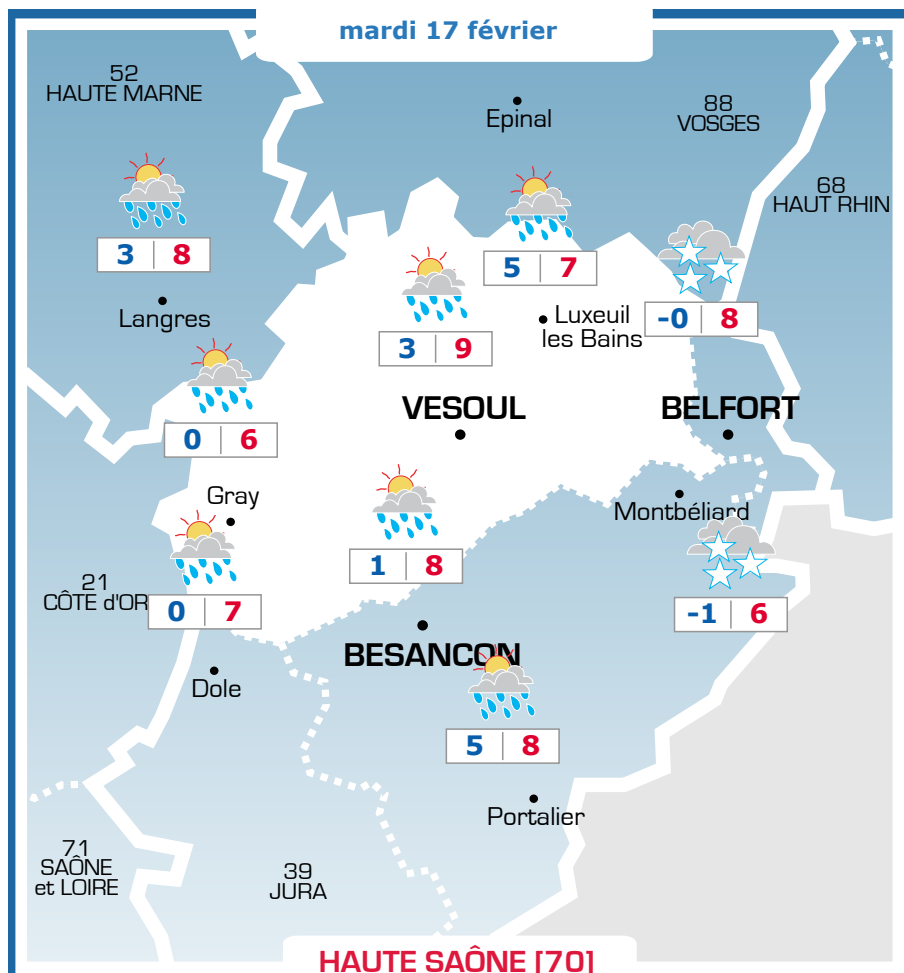 mardi 17 février
52
HAUTE MARNE
Epinal
88
VOSGES
68
HAUT RHIN
3 8
5 7
Langres
3 9
Luxeuil
les Bains
-0 8
0 6
VESOUL
BELFORT
Gray
Montbéliard
1 8
21
CÔTE d'OR
0 7
-1 6
BESANCON
Dole
5 8
Portalier
71
SAÔNE
et LOIRE
39
JURA
HAUTE SAÔNE [70]